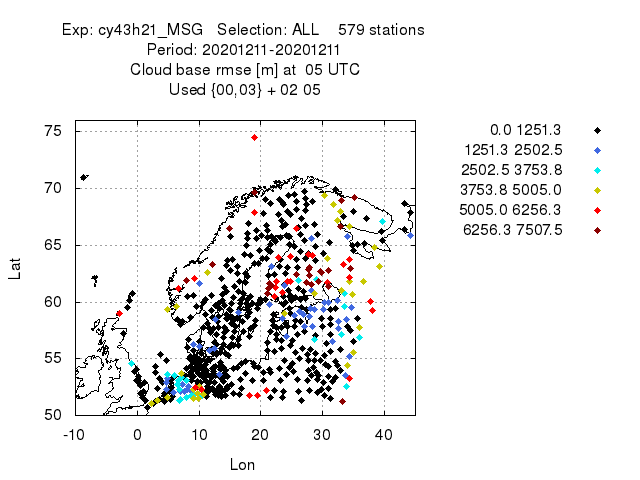 Exp: cy43h21_MSG Selection: ALL 579 stations
Period: 20201211-20201211
Cloud base rmse [m] at 05 UTC
Used {00,03} + 02 05
0.0 1251.3
1251.3 2502.5
2502.5 3753.8
3753.8 5005.0
5005.0 6256.3
6256.3 7507.5
Lat
75
70
65
60
55
50
-10 0 10 20 30 40
Lon